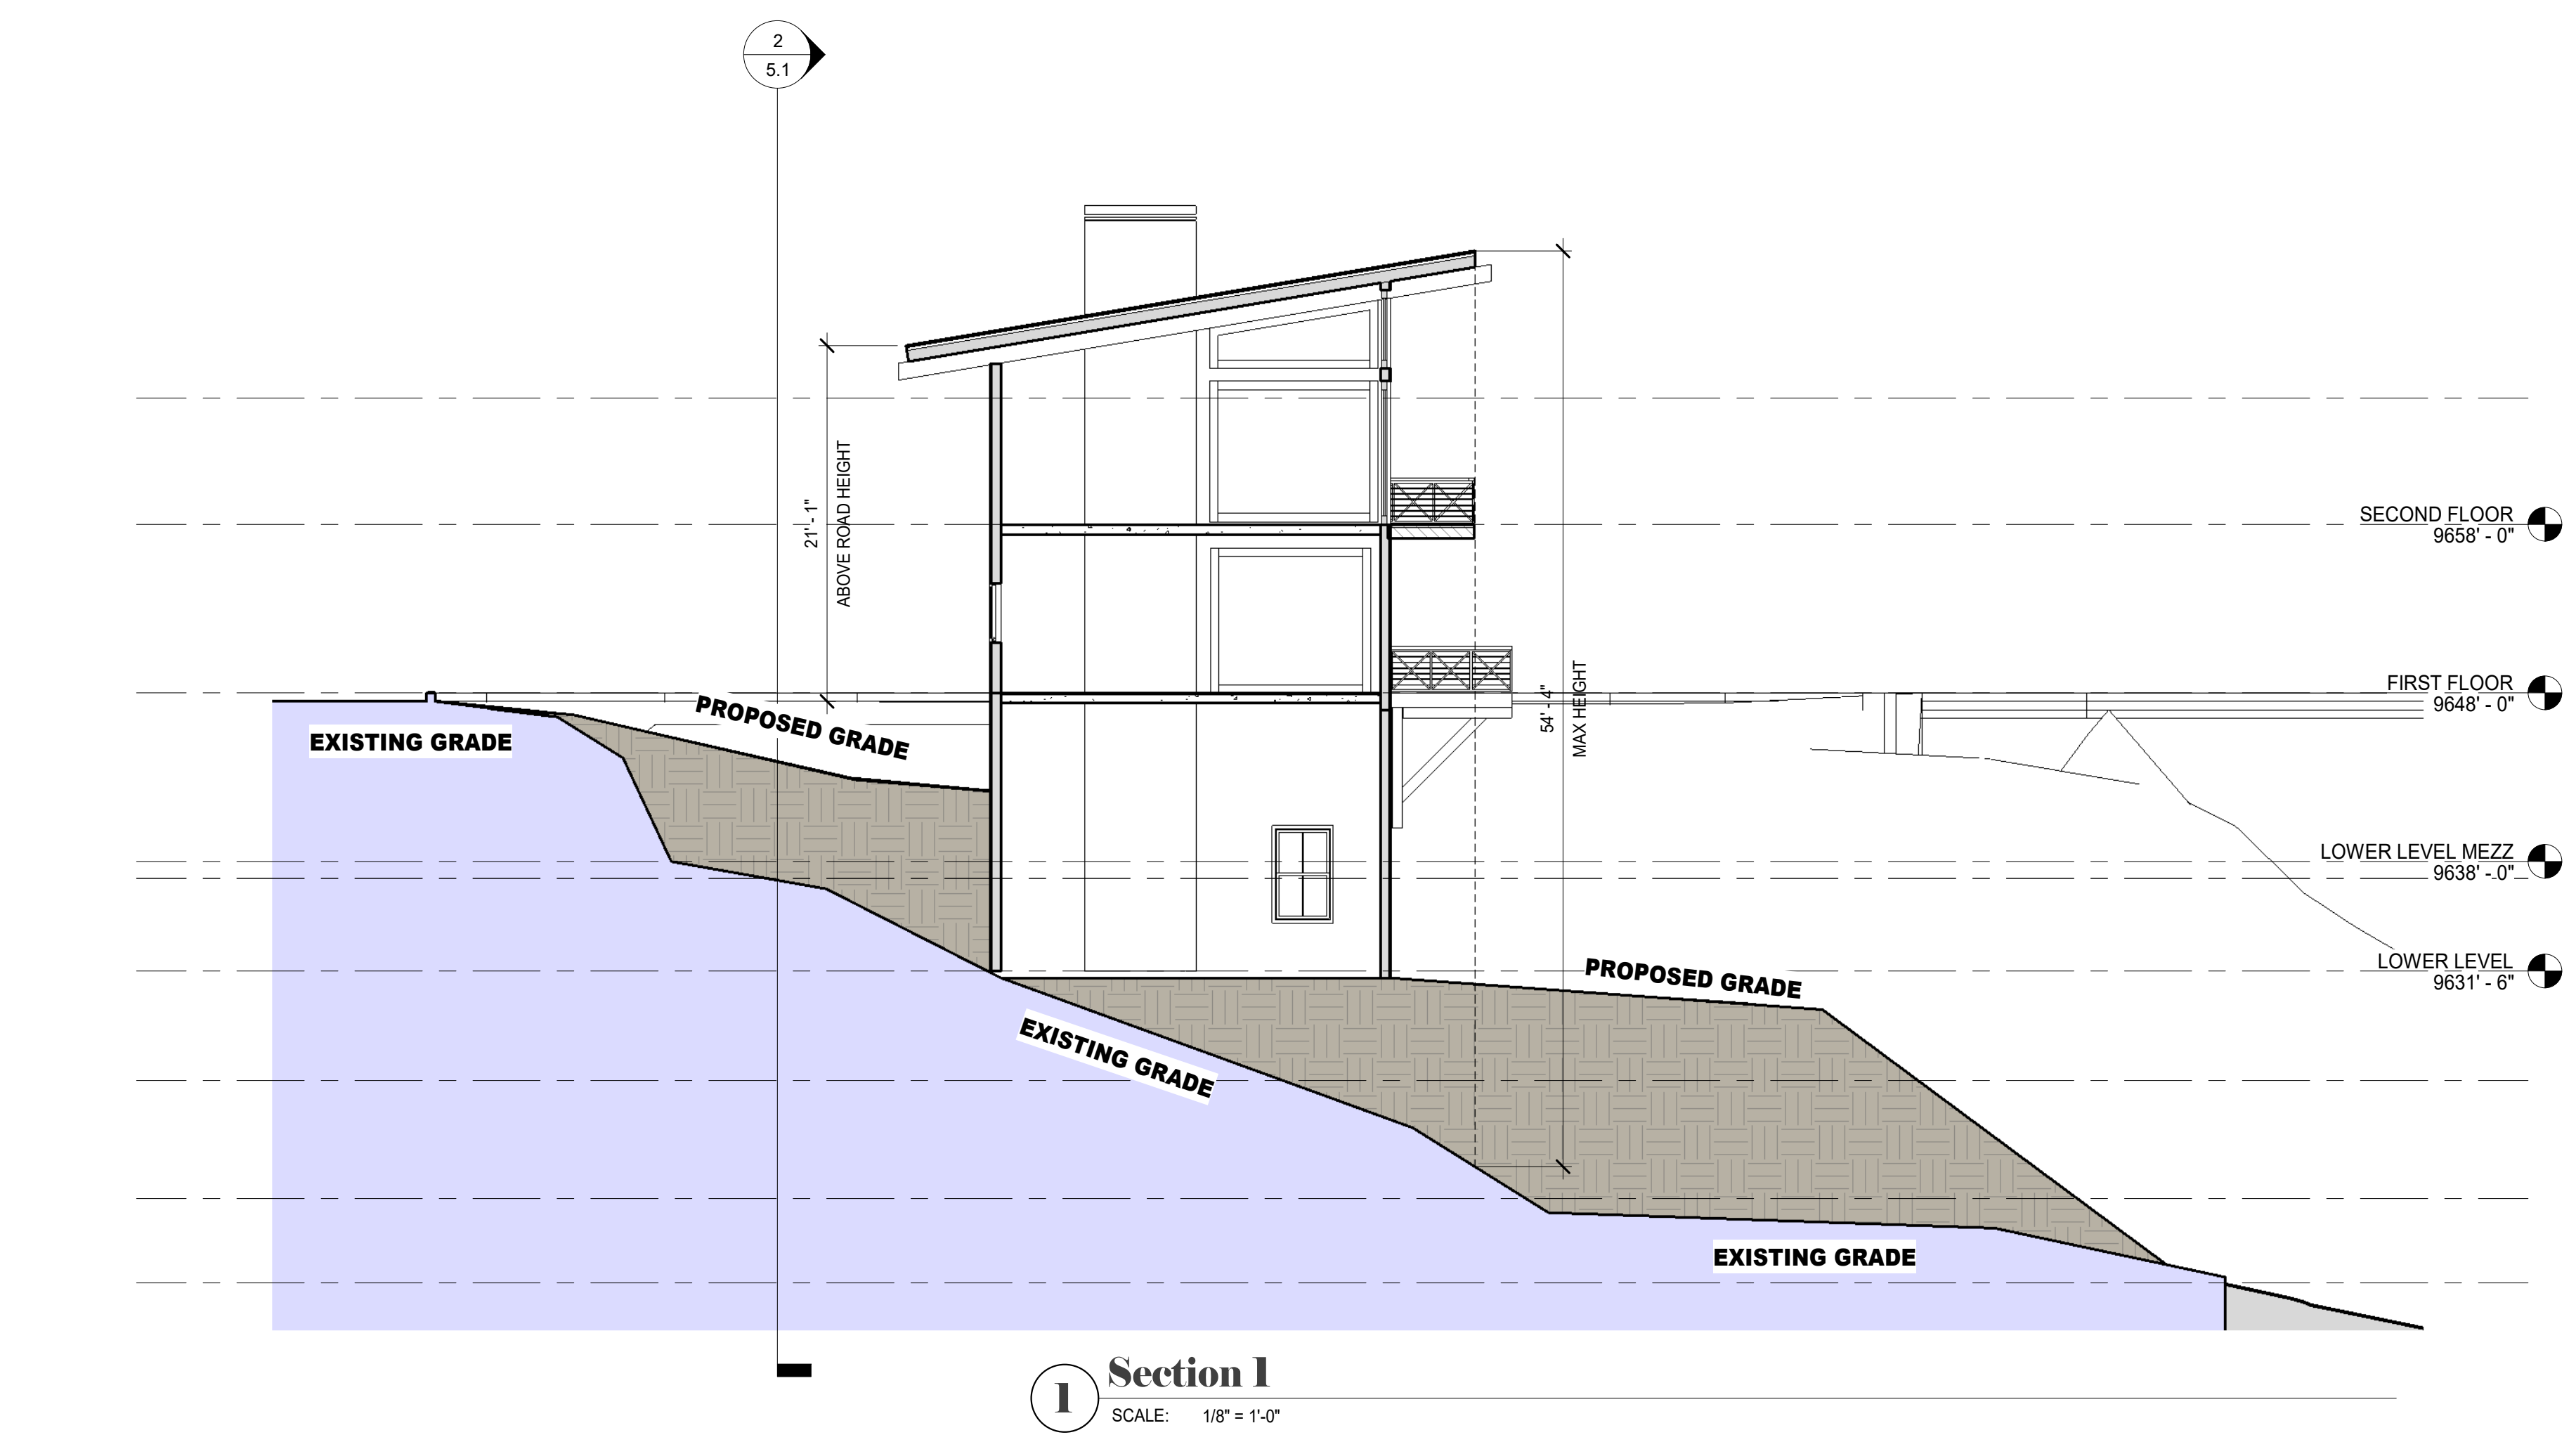 2
5.1
21' - 1"
ABOVE ROAD HEIGHT
SECOND FLOOR
9658' - 0"
54' - 4"
MAX HEIGHT
FIRST FLOOR
9648' - 0"
PROPOSED GRADE
EXISTING GRADE
LOWER LEVEL MEZZ
9638' - 0"
PROPOSED GRADE
LOWER LEVEL
9631' - 6"
EXISTING GRADE
EXISTING GRADE
1
Section 1
SCALE: 1/8" = 1'-0"